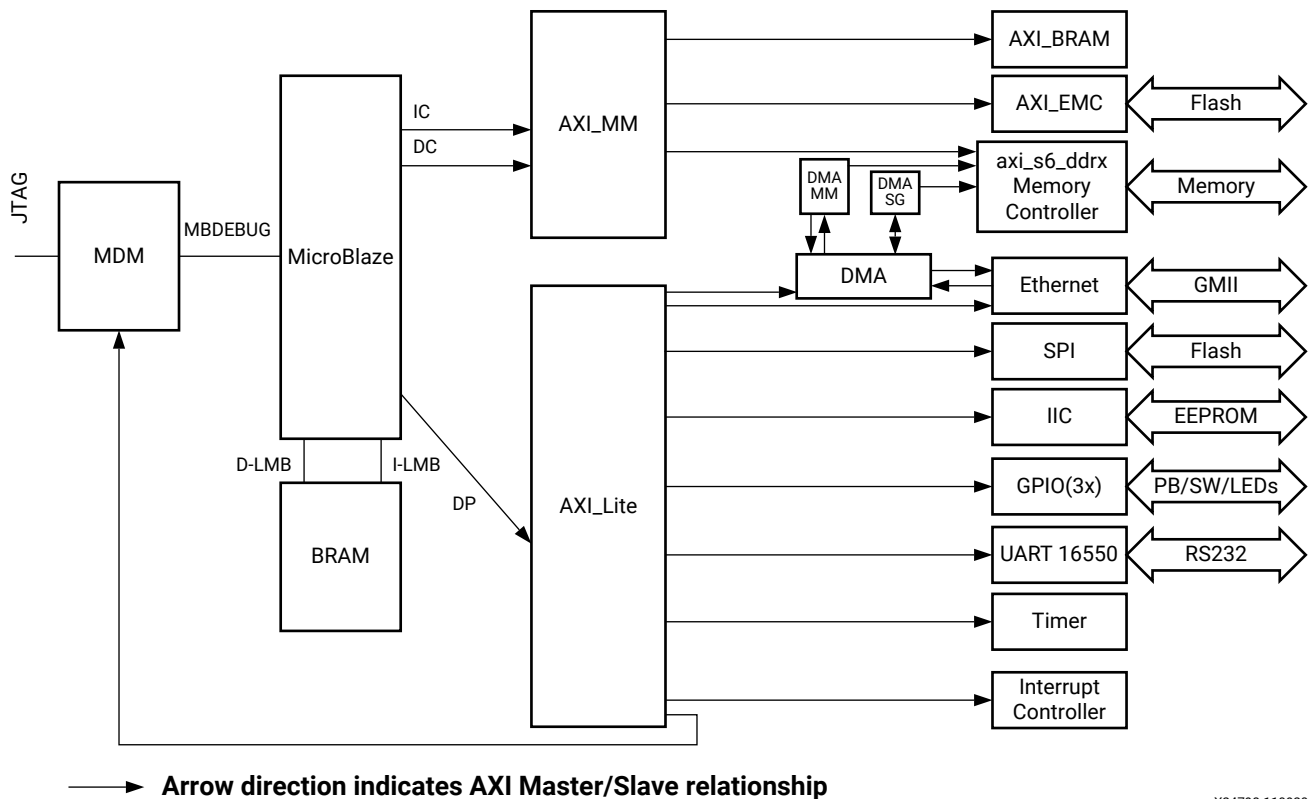 AXI_BRAM
IC
AXI_MM
AXI_EMC
Flash
DC
axi_s6_ddrx
Memory
Controller
Memory
DMA
MM
DMA
SG
JTAG
MDM
MBDEBUG
MicroBlaze
DMA
Ethernet
GMII
SPI
Flash
IIC
EEPROM
D-LMB
I-LMB
DP
AXI_Lite
GPIO(3x)
PB/SW/LEDs
BRAM
UART 16550
RS232
Timer
Interrupt
Controller
Arrow direction indicates AXI Master/Slave relationship